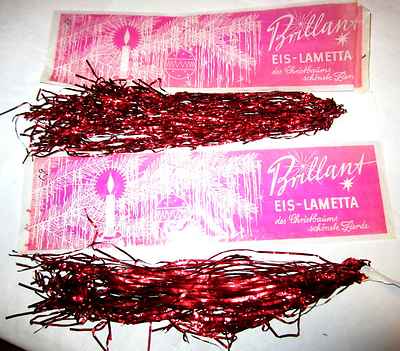 Brillant
EIS-LAMETTA
des Christbaums
schönste Zierde
Brillant
EIS-LAMETTA
des Christbaums
schönste Zierde